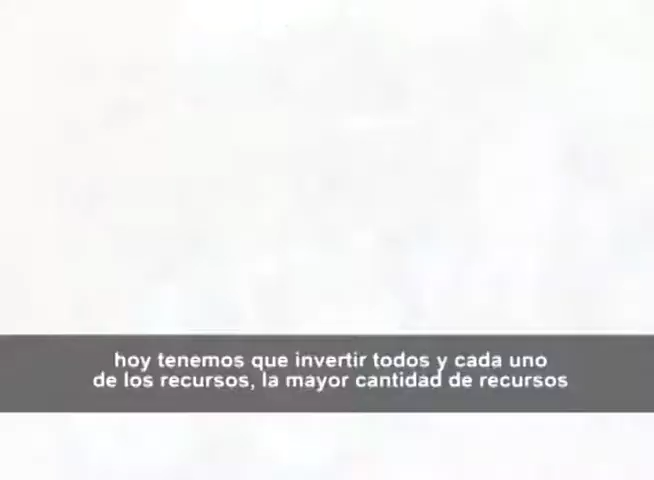 hoy tenemos que invertir todos y cada uno
de los recursos, la mayor cantidad de recursos